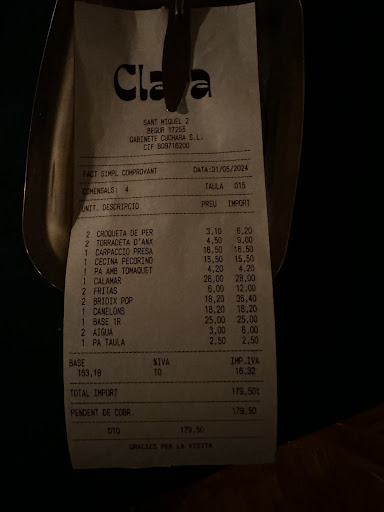 Clara
SANT MIQUEL 2
BEGUR 17255
GABINETE CUCHARA S.L.
CIF B09716200
FACT SIMPL COMPROVANT DATA:01/05/2024
COMENSALS: 4 TAULA 015
UNIT. DESCRIPCIO PREU IMPORT
2 CROQUETA DE PER 3,10 6,20
2 TORRADETA D'ANX 4,50 9,00
1 CARPACCIO PRESA 16,50 16,50
1 CECINA PECORINO 15,50 15,50
1 PA AMB TOMAQUET 4,20 4,20
1 CALAMAR 26,00 26,00
2 FRITAS 6,00 12,00
2 BRIOIX POP 18,20 36,40
1 CANELONS 18,20 18,20
1 BASE 1R 25,00 25,00
2 AIGUA 3,00 6,00
1 PA TAULA 2,50 2,50
BASE %IVA IMP.IVA
163,18 10 16,32
TOTAL IMPORT 179,50€
PENDENT DE COBR. 179,50
DTO 179,50
GRACIES PER LA VISITA